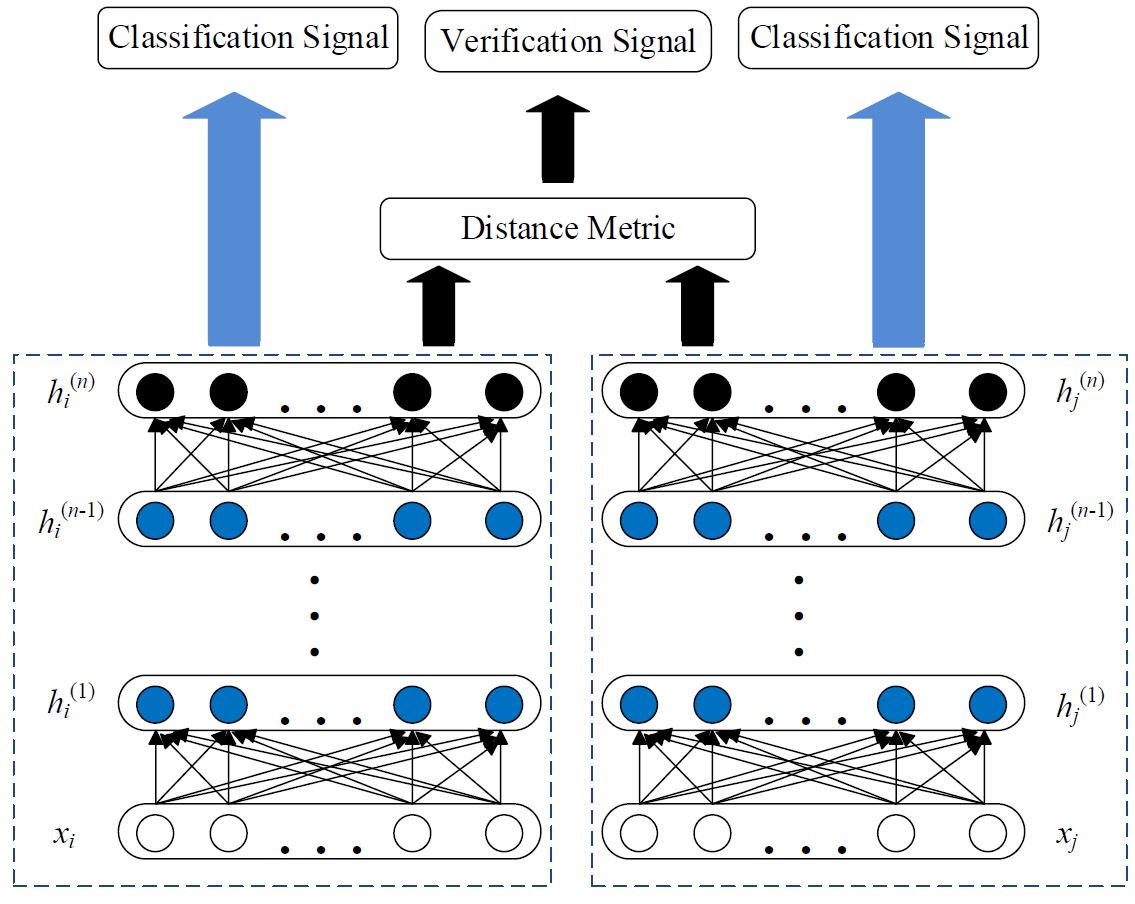 Classification Signal
Verification Signal
Classification Signal
Distance Metric
h_i^(n)
h_j^(n)
h_i^(n-1)
h_j^(n-1)
h_i^(1)
h_j^(1)
x_i
x_j